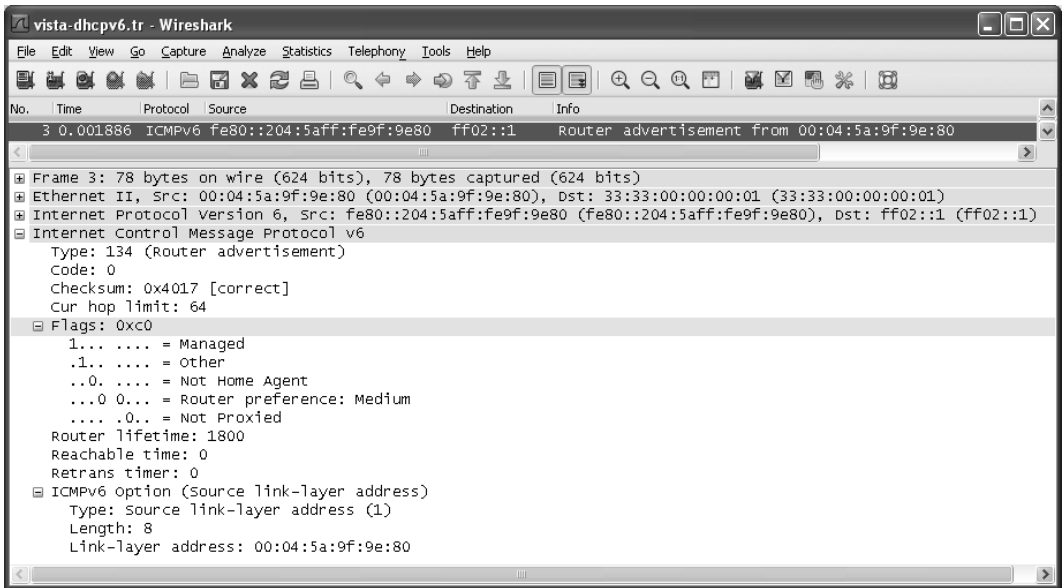 vista-dhcpv6.tr - Wireshark
File Edit View Go Capture Analyze Statistics Telephony Tools Help
No. Time Protocol Source Destination Info
3 0.001886 ICMPv6 fe80::204:5aff:fe9f:9e80 ff02::1 Router advertisement from 00:04:5a:9f:9e:80
Frame 3: 78 bytes on wire (624 bits), 78 bytes captured (624 bits)
Ethernet II, Src: 00:04:5a:9f:9e:80 (00:04:5a:9f:9e:80), Dst: 33:33:00:00:00:01 (33:33:00:00:00:01)
Internet Protocol Version 6, Src: fe80::204:5aff:fe9f:9e80 (fe80::204:5aff:fe9f:9e80), Dst: ff02::1 (ff02::1)
Internet Control Message Protocol v6
Type: 134 (Router advertisement)
Code: 0
Checksum: 0x4017 [correct]
Cur hop limit: 64
Flags: 0xc0
1... .... = Managed
.1.. .... = Other
..0. .... = Not Home Agent
...0 0... = Router preference: Medium
.... .0.. = Not Proxied
Router lifetime: 1800
Reachable time: 0
Retrans timer: 0
ICMPv6 Option (Source link-layer address)
Type: Source link-layer address (1)
Length: 8
Link-layer address: 00:04:5a:9f:9e:80